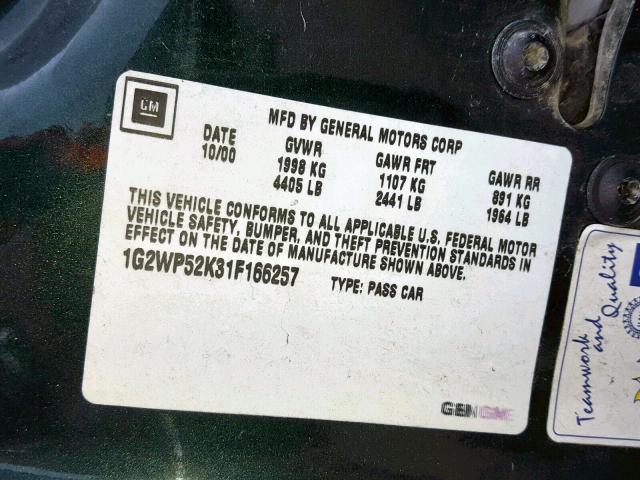 GM
MFD BY GENERAL MOTORS CORP
DATE GVWR GAWR FRT GAWR RR
10/00 1998 KG 1107 KG 891 KG
4405 LB 2441 LB 1964 LB
THIS VEHICLE CONFORMS TO ALL APPLICABLE U.S. FEDERAL MOTOR
VEHICLE SAFETY, BUMPER, AND THEFT PREVENTION STANDARDS IN
EFFECT ON THE DATE OF MANUFACTURE SHOWN ABOVE.
1G2WP52K31F166257 TYPE: PASS CAR
Teamwork
and Quality